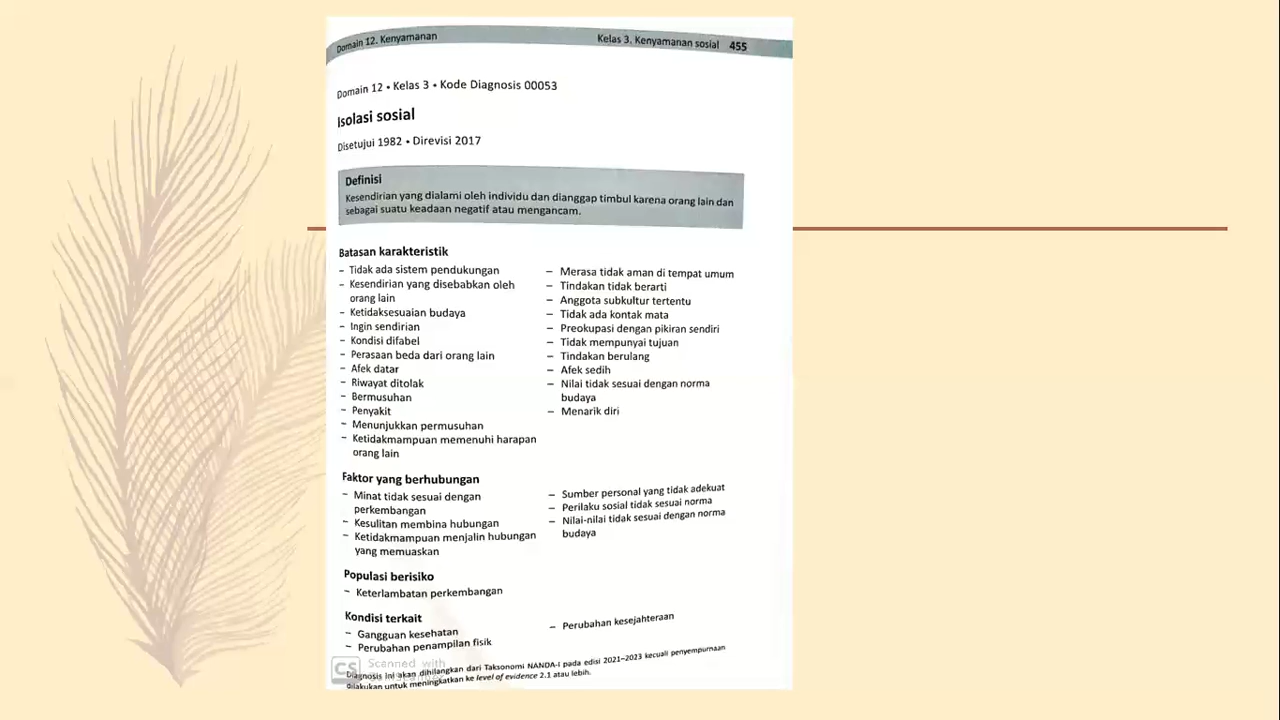 Domain 12. Kenyamanan
Kelas 3. Kenyamanan sosial 455
Domain 12 • Kelas 3 • Kode Diagnosis 00053
Isolasi sosial
Disetujui 1982 • Direvisi 2017
Definisi
Kesendirian yang dialami oleh individu dan dianggap timbul karena orang lain dan
sebagai suatu keadaan negatif atau mengancam.
Batasan karakteristik
– Tidak ada sistem pendukungan
– Kesendirian yang disebabkan oleh
orang lain
– Ketidaksesuaian budaya
– Ingin sendirian
– Kondisi difabel
– Perasaan beda dari orang lain
– Afek datar
– Riwayat ditolak
– Bermusuhan
– Penyakit
– Menunjukkan permusuhan
– Ketidakmampuan memenuhi harapan
orang lain
– Merasa tidak aman di tempat umum
– Tindakan tidak berarti
– Anggota subkultur tertentu
– Tidak ada kontak mata
– Preokupasi dengan pikiran sendiri
– Tidak mempunyai tujuan
– Tindakan berulang
– Afek sedih
– Nilai tidak sesuai dengan norma
budaya
– Menarik diri
Faktor yang berhubungan
– Minat tidak sesuai dengan
perkembangan
– Kesulitan membina hubungan
– Ketidakmampuan menjalin hubungan
yang memuaskan
– Sumber personal yang tidak adekuat
– Perilaku sosial tidak sesuai norma
– Nilai-nilai tidak sesuai dengan norma
budaya
Populasi berisiko
– Keterlambatan perkembangan
Kondisi terkait
– Gangguan kesehatan
– Perubahan penampilan fisik
– Perubahan kesejahteraan
CS Scanned with
Diagnosis ini akan dihilangkan dari Taksonomi NANDA-I pada edisi 2021–2023 kecuali penyempurnaan
dilakukan untuk meningkatkan ke level of evidence 2.1 atau lebih.